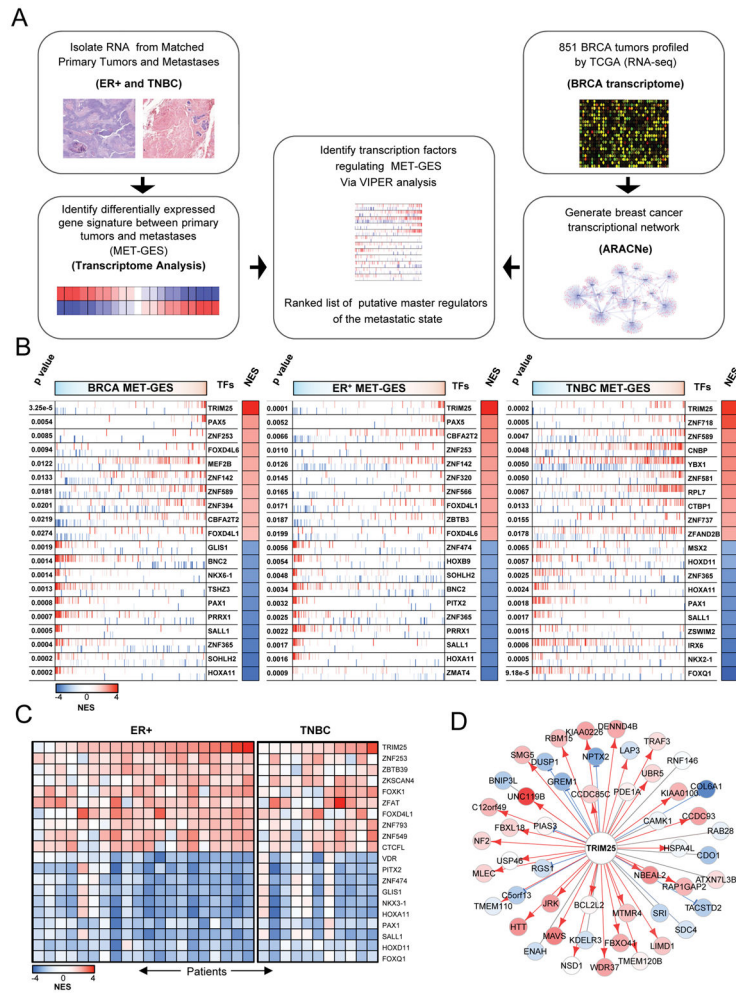 A
Isolate RNA from Matched
Primary Tumors and Metastases
(ER+ and TNBC)
851 BRCA tumors profiled
by TCGA (RNA-seq)
(BRCA transcriptome)
Identify transcription factors
regulating MET-GES
Via VIPER analysis
Ranked list of putative master regulators
of the metastatic state
Identify differentially expressed
gene signature between primary
tumors and metastases
(MET-GES)
(Transcriptome Analysis)
Generate breast cancer
transcriptional network
(ARACNe)
B
p value BRCA MET-GES TFs NES
3.25e-5 TRIM25
0.0054 PAX5
0.0085 ZNF253
0.0094 FOXD4L6
0.0122 MEF2B
0.0133 ZNF142
0.0181 ZNF589
0.0201 ZNF394
0.0219 CBFA2T2
0.0274 FOXD4L1
0.0019 GLIS1
0.0014 BNC2
0.0014 NKX6-1
0.0013 TSHZ3
0.0008 PAX1
0.0007 PRRX1
0.0005 SALL1
0.0004 ZNF365
0.0002 SOHLH2
0.0002 HOXA11
-4 4
NES
p value ER+ MET-GES TFs NES
0.0001 TRIM25
0.0052 PAX5
0.0066 CBFA2T2
0.0110 ZNF253
0.0126 ZNF142
0.0145 ZNF320
0.0165 ZNF566
0.0171 FOXD4L1
0.0187 ZBTB3
0.0199 FOXD4L6
0.0056 ZNF474
0.0054 HOXB9
0.0048 SOHLH2
0.0034 BNC2
0.0032 PITX2
0.0025 ZNF365
0.0022 PRRX1
0.0017 SALL1
0.0016 HOXA11
0.0009 ZMAT4
p value TNBC MET-GES TFs NES
0.0002 TRIM25
0.0005 ZNF718
0.0047 ZNF589
0.0048 CNBP
0.0050 YBX1
0.0050 ZNF581
0.0067 RPL7
0.0133 CTBP1
0.0155 ZNF737
0.0178 ZFAND2B
0.0065 MSX2
0.0057 HOXD11
0.0025 ZNF365
0.0024 HOXA11
0.0018 PAX1
0.0017 SALL1
0.0015 ZSWIM2
0.0006 IRX6
0.0005 NKX2-1
9.18e-5 FOXQ1
C
ER+ TNBC
TRIM25
ZNF253
ZBTB39
ZKSCAN4
FOXK1
ZFAT
FOXD4L1
ZNF793
ZNF549
CTCFL
VDR
PITX2
ZNF474
GLIS1
NKX3-1
HOXA11
PAX1
SALL1
HOXD11
FOXQ1
-4 4
NES
Patients
D
KIAA0226
DENND4B
RBM15
NPTX2
LAP3
TRAF3
SMG5
DUSP1
UBR5
RNF146
BNIP3L
GREM1
CCDC85C
PDE1A
KIAA0100
COL6A1
UNC119B
C12orf49
CAMK1
CCDC93
FBXL18
PIAS3
RAB28
NF2
TRIM25
HSPA4L
CDO1
MLEC
USP46
RGS1
NBEAL2
ATXN7L3B
RAP1GAP2
TMEM110
C5orf13
JRK
BCL2L2
MTMR4
SRI
TACSTD2
HTT
MAVS
KDELR3
FBXO41
LIMD1
SDC4
ENAH
NSD1
WDR37
TMEM120B